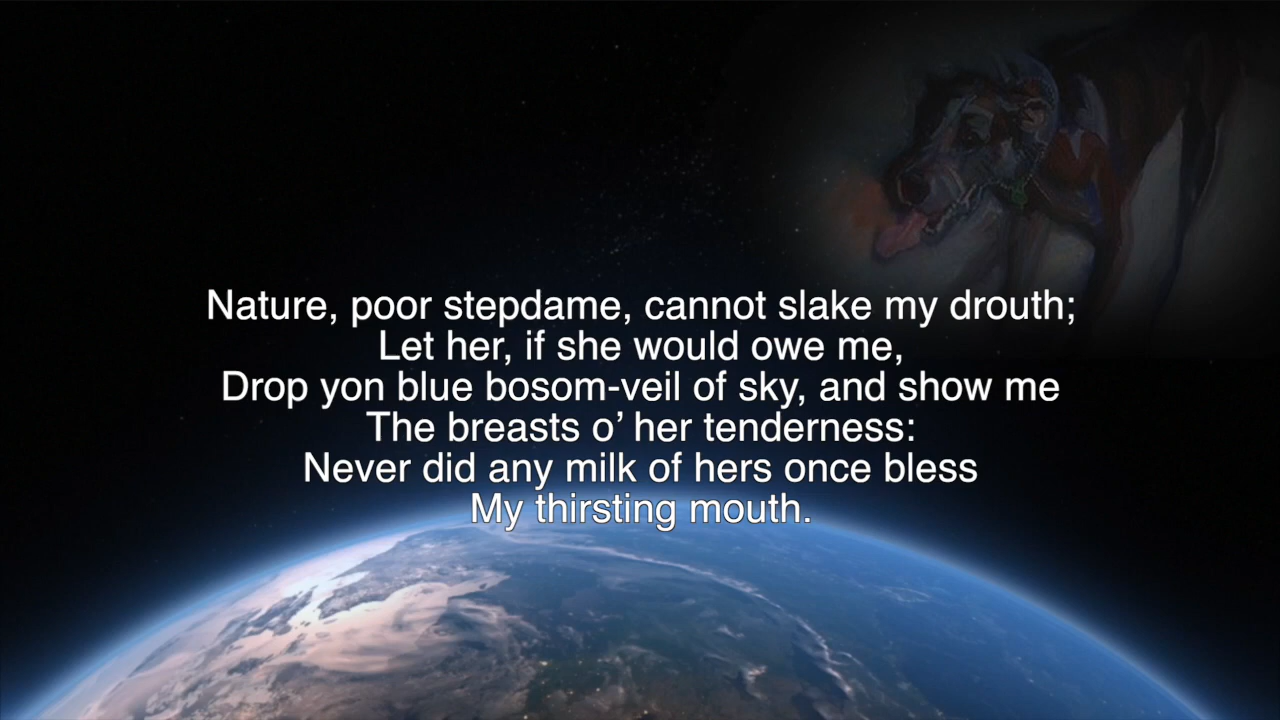 Nature, poor stepdame, cannot slake my drouth;
Let her, if she would owe me,
Drop yon blue bosom-veil of sky, and show me
The breasts o’ her tenderness:
Never did any milk of hers once bless
My thirsting mouth.